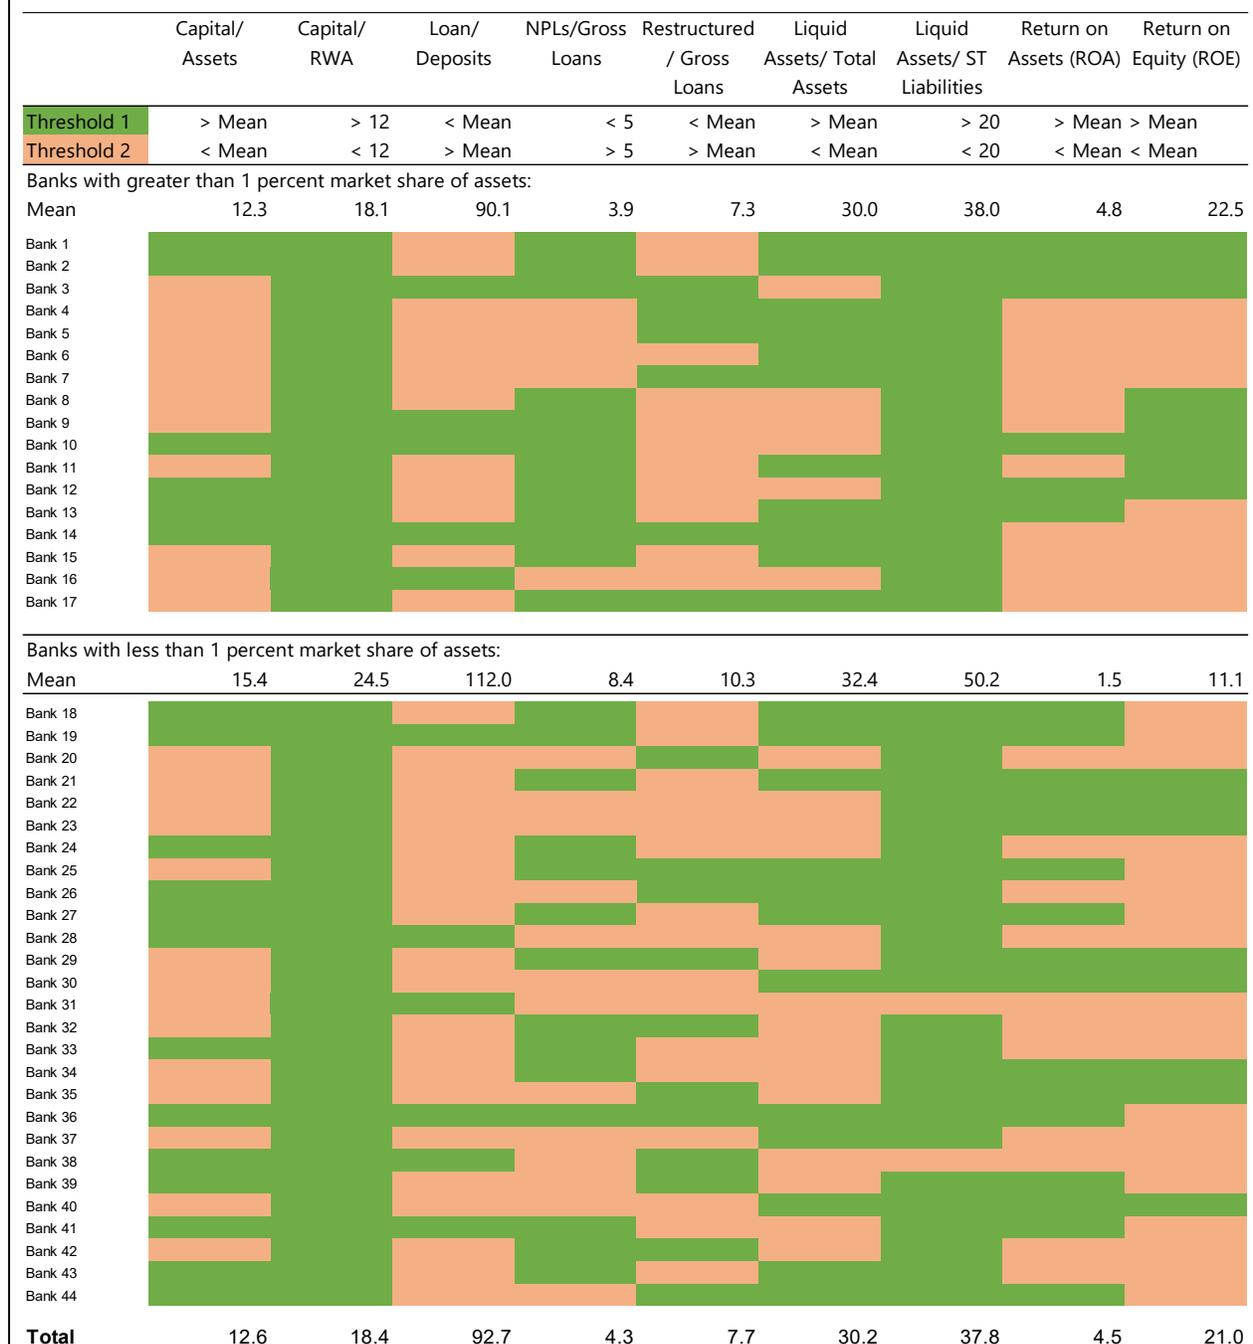 Capital/ Capital/ Loan/ NPLs/Gross Restructured Liquid Liquid Return on Return on
Assets RWA Deposits Loans / Gross Assets/ Total Assets/ ST Assets (ROA) Equity (ROE)
Loans Assets Liabilities
Threshold 1 > Mean > 12 < Mean < 5 < Mean > Mean > 20 > Mean > Mean
Threshold 2 < Mean < 12 > Mean > 5 > Mean < Mean < 20 < Mean < Mean
Banks with greater than 1 percent market share of assets:
Mean 12.3 18.1 90.1 3.9 7.3 30.0 38.0 4.8 22.5
Bank 1
Bank 2
Bank 3
Bank 4
Bank 5
Bank 6
Bank 7
Bank 8
Bank 9
Bank 10
Bank 11
Bank 12
Bank 13
Bank 14
Bank 15
Bank 16
Bank 17
Banks with less than 1 percent market share of assets:
Mean 15.4 24.5 112.0 8.4 10.3 32.4 50.2 1.5 11.1
Bank 18
Bank 19
Bank 20
Bank 21
Bank 22
Bank 23
Bank 24
Bank 25
Bank 26
Bank 27
Bank 28
Bank 29
Bank 30
Bank 31
Bank 32
Bank 33
Bank 34
Bank 35
Bank 36
Bank 37
Bank 38
Bank 39
Bank 40
Bank 41
Bank 42
Bank 43
Bank 44
Total 12.6 18.4 92.7 4.3 7.7 30.2 37.8 4.5 21.0